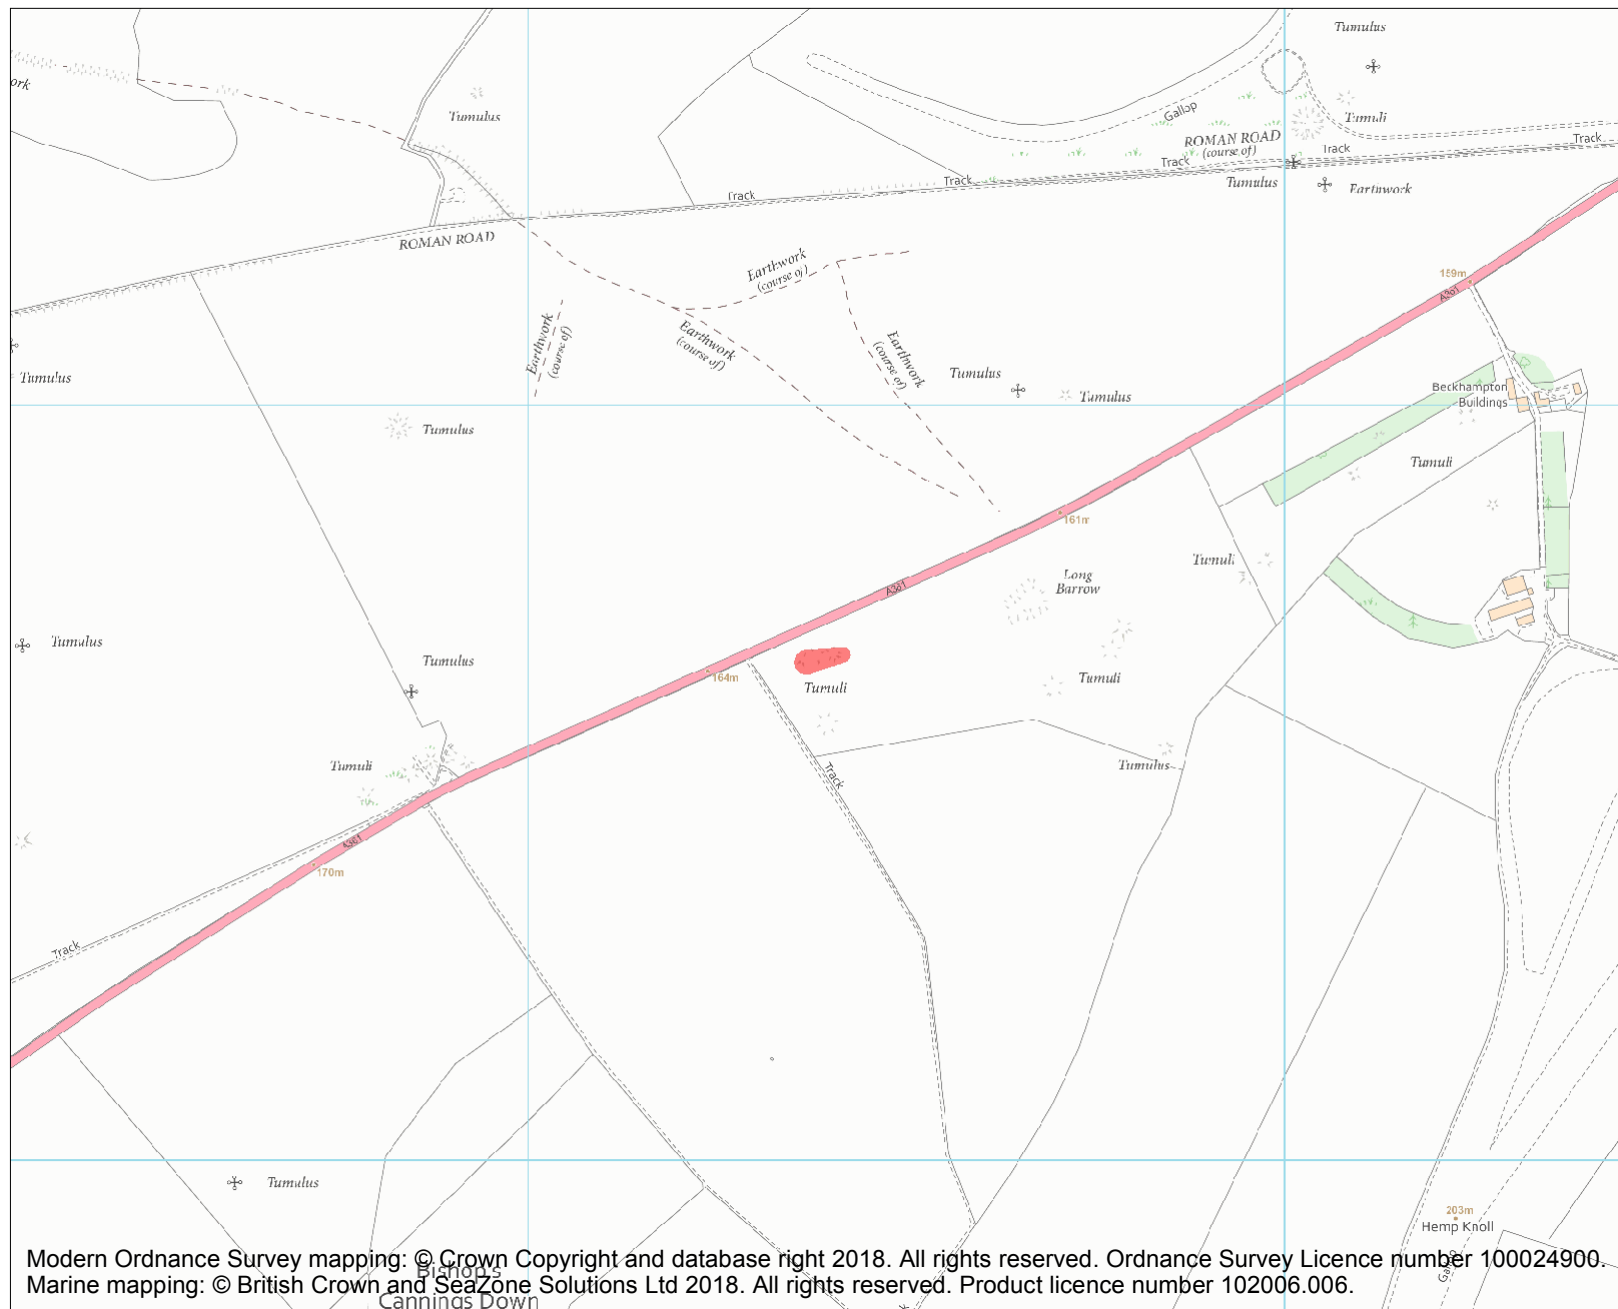 Tumulus
ork
Gallop
Tumulus
Tumuli
ROMAN ROAD
(course of)
Track
Track
Track
Track
Track
Tumulus
Earthwork
ROMAN ROAD
Earthwork
(course of)
159m
A361
Earthwork
(course of)
Earthwork
(course of)
Earthwork
(course of)
Tumulus
Tumulus
Tumulus
Beckhampton
Buildings
Tumulus
Tumuli
161m
Tumuli
Long
Barrow
A361
Tumulus
Tumulus
164m
Tumuli
Tumuli
Tumuli
Tumulus
Track
A361
170m
Track
Tumulus
203m
Hemp Knoll
Modern Ordnance Survey mapping: © Crown Copyright and database right 2018. All rights reserved. Ordnance Survey Licence number 100024900.
Bishop's
Marine mapping: © British Crown and SeaZone Solutions Ltd 2018. All rights reserved. Product licence number 102006.006.
Cannings Down